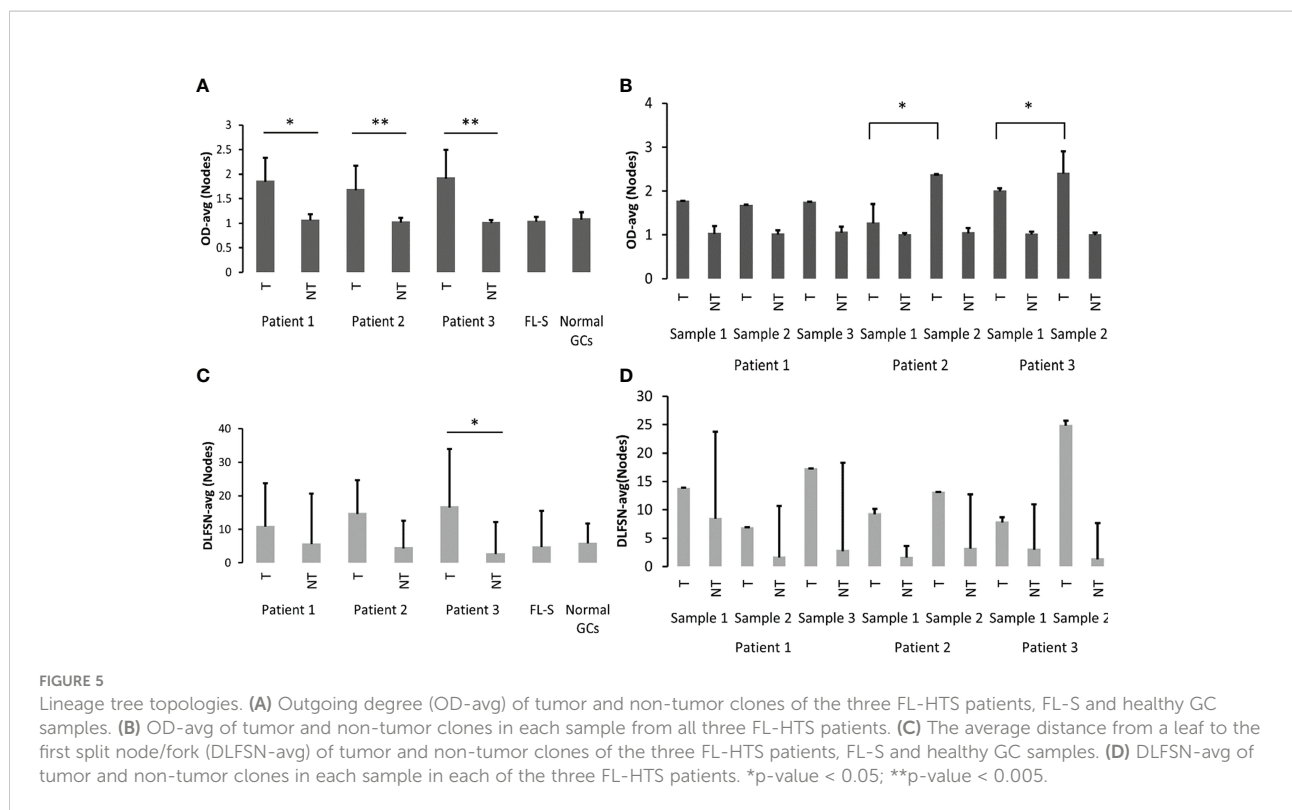 A
B
*
**
**
3
2.5
2
1.5
1
0.5
0
OD-avg (Nodes)
T
NT
T
NT
T
NT
Patient 1
Patient 2
Patient 3
FL-S
Normal
GCs
*
*
4
3
2
1
0
OD-avg (Nodes)
T
NT
T
NT
T
NT
T
NT
T
NT
T
NT
T
NT
Sample 1 Sample 2 Sample 3 Sample 1 Sample 2 Sample 1 Sample 2
Patient 1
Patient 2
Patient 3
C
D
*
40
30
20
10
0
DLFSN-avg (Nodes)
T
NT
T
NT
T
NT
Patient 1
Patient 2
Patient 3
FL-S
Normal
GCs
30
25
20
15
10
5
0
DLFSN-avg(Nodes)
T
NT
T
NT
T
NT
T
NT
T
NT
T
NT
T
NT
Sample 1 Sample 2 Sample 3 Sample 1 Sample 2 Sample 1 Sample 2
Patient 1
Patient 2
Patient 3
FIGURE 5
Lineage tree topologies. (A) Outgoing degree (OD-avg) of tumor and non-tumor clones of the three FL-HTS patients, FL-S and healthy GC
samples. (B) OD-avg of tumor and non-tumor clones in each sample from all three FL-HTS patients. (C) The average distance from a leaf to the
first split node/fork (DLFSN-avg) of tumor and non-tumor clones of the three FL-HTS patients, FL-S and healthy GC samples. (D) DLFSN-avg of
tumor and non-tumor clones in each sample in each of the three FL-HTS patients. *p-value < 0.05; **p-value < 0.005.